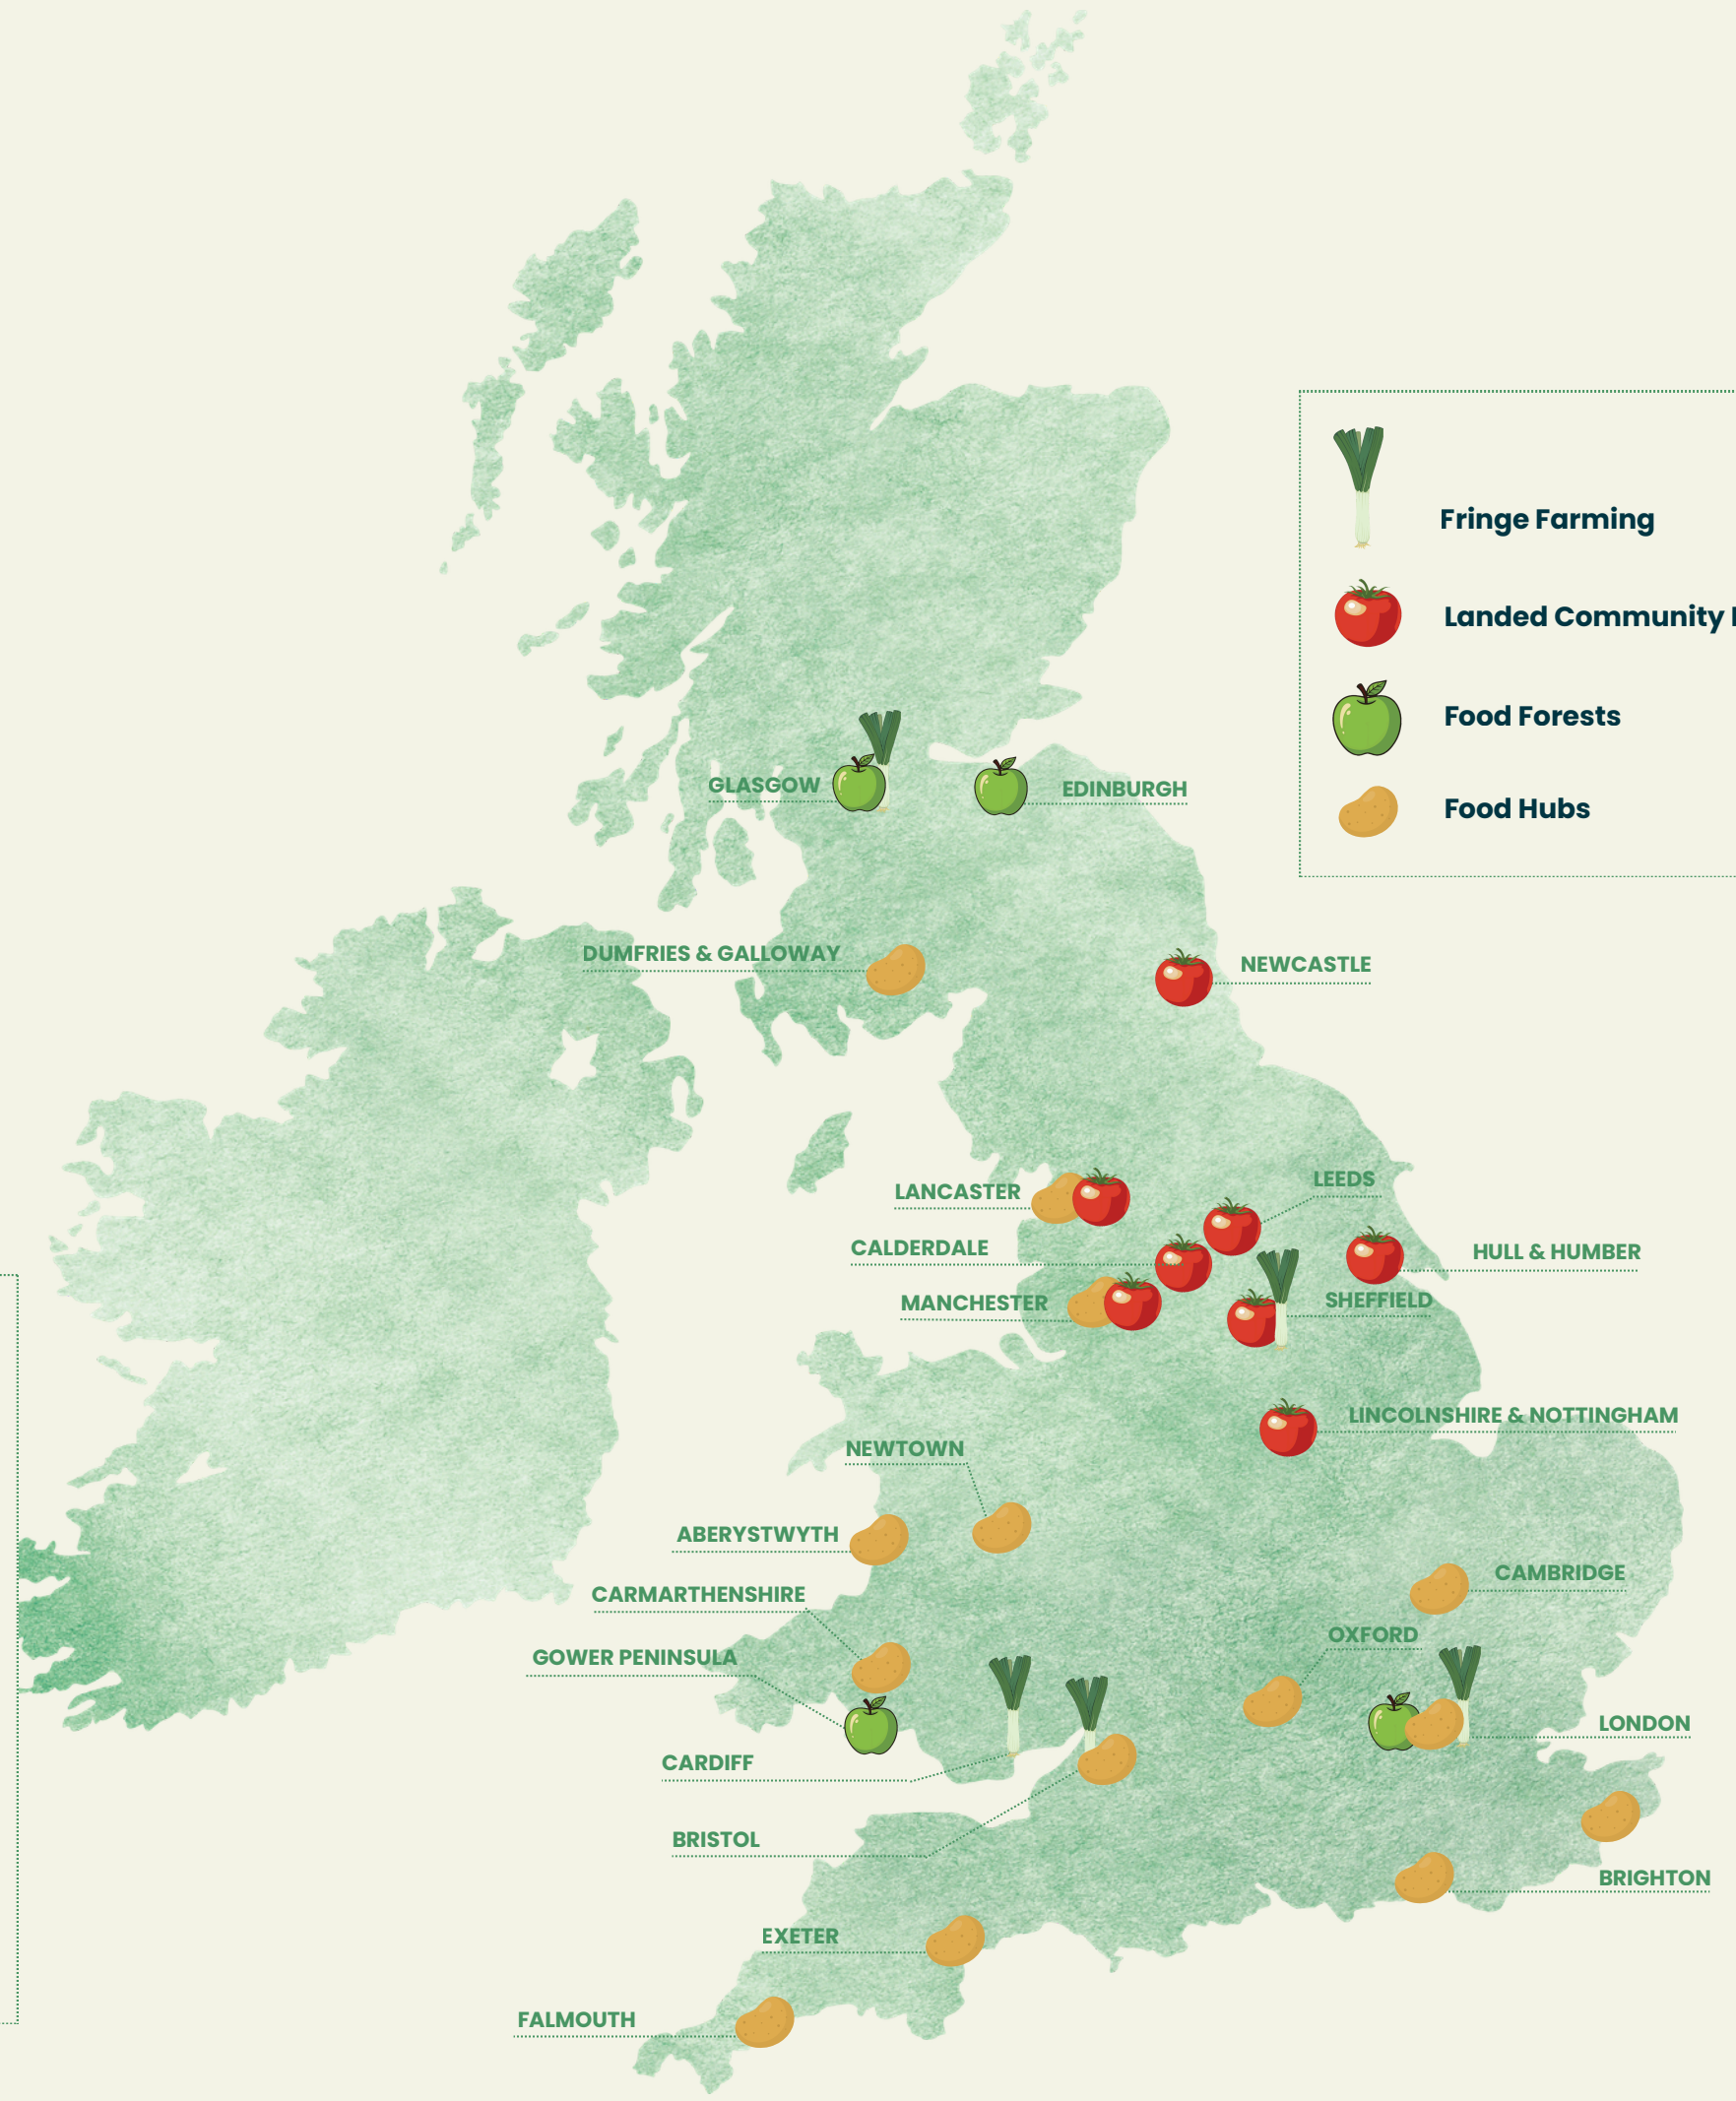 Fringe Farming
Landed Community
Food Forests
Food Hubs
GLASGOW
EDINBURGH
DUMFRIES & GALLOWAY
NEWCASTLE
LANCASTER
LEEDS
CALDERDALE
HULL & HUMBER
MANCHESTER
SHEFFIELD
LINCOLNSHIRE & NOTTINGHAM
NEWTOWN
ABERYSTWYTH
CAMBRIDGE
CARMARTHENSHIRE
OXFORD
GOWER PENINSULA
LONDON
CARDIFF
BRISTOL
BRIGHTON
EXETER
FALMOUTH